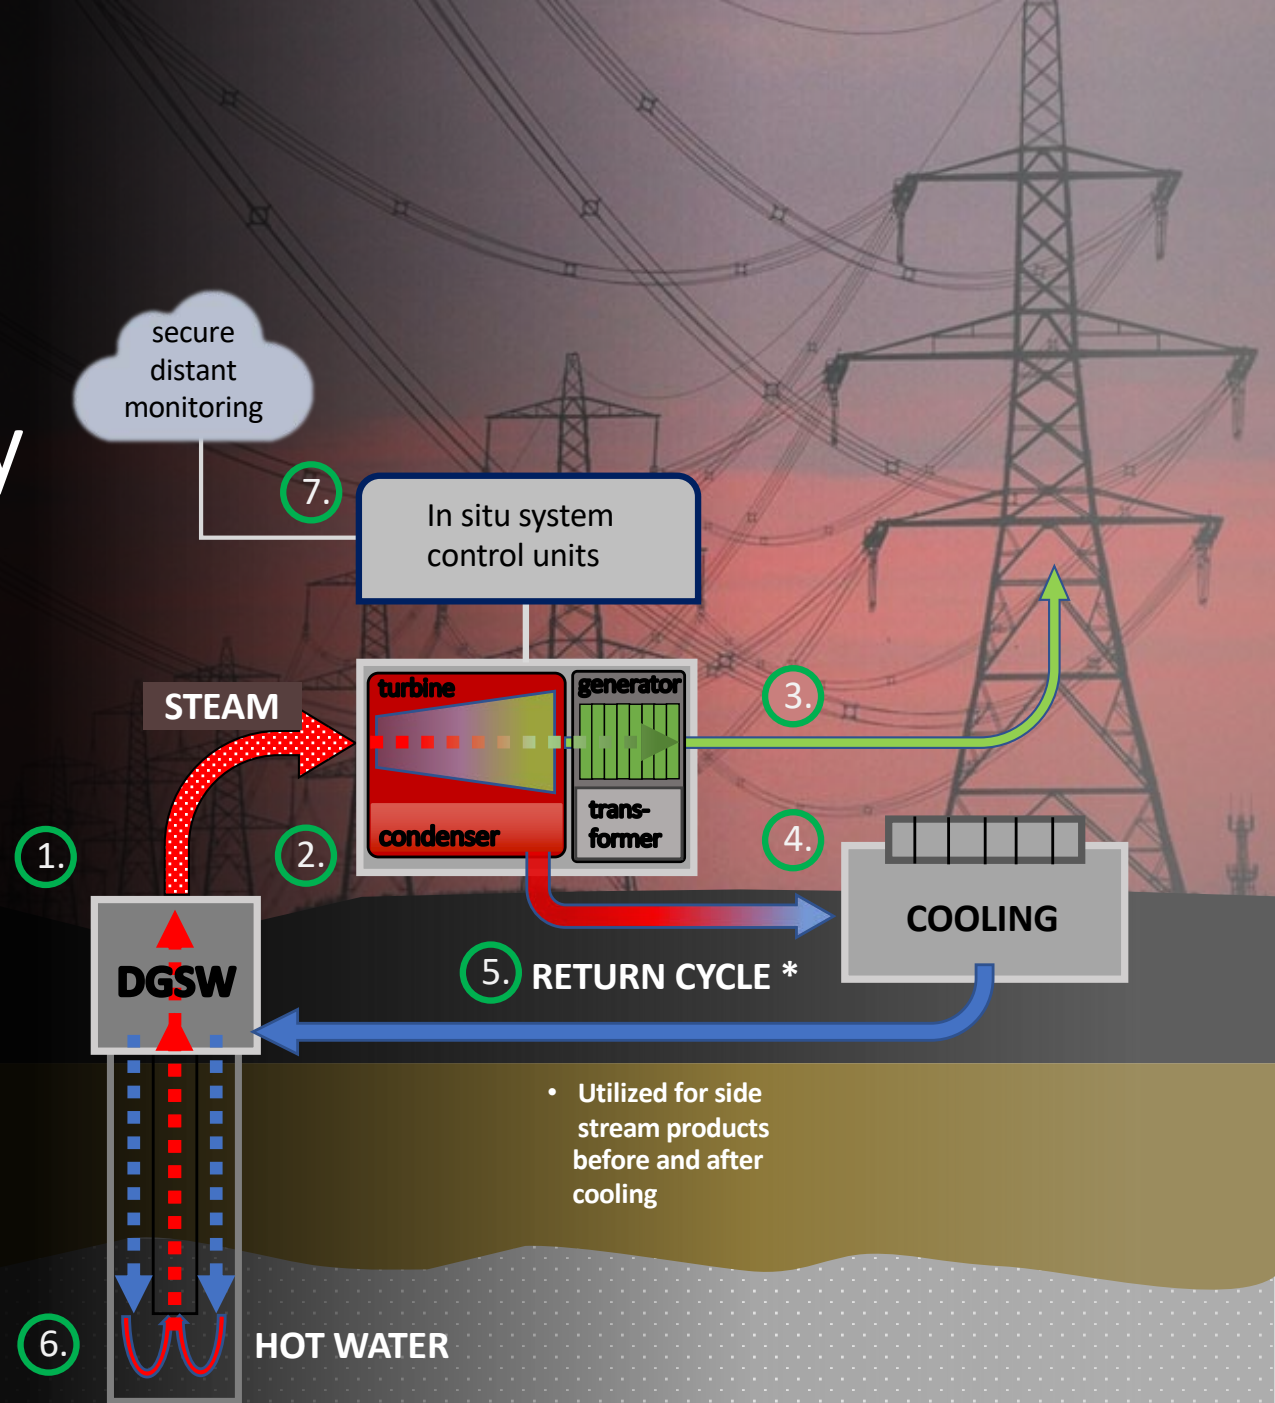 secure
distant
monitoring
y
7.
In situ system
control units
STEAM
turbine
generator
3.
trans-
former
condenser
1.
2.
4.
COOLING
DGSW
5. RETURN CYCLE *
• Utilized for side
stream products
before and after
cooling
6.
HOT WATER